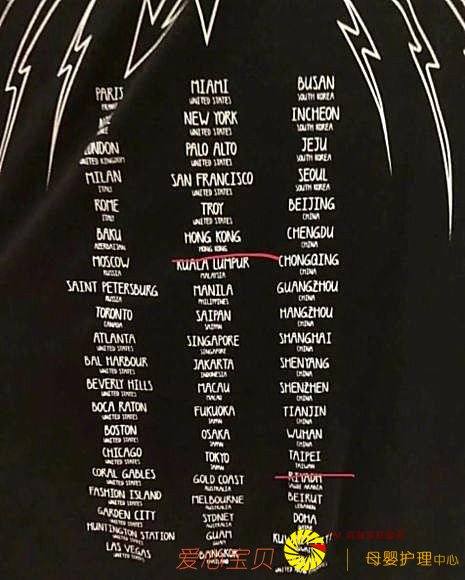 PARIS
FRANCE
LONDON
UNITED KINGDOM
MILAN
ITALY
ROME
ITALY
BAKU
AZERBAIJAN
MOSCOW
RUSSIA
SAINT PETERSBURG
RUSSIA
TORONTO
CANADA
ATLANTA
UNITED STATES
BAL HARBOUR
UNITED STATES
BEVERLY HILLS
UNITED STATES
BOCA RATON
UNITED STATES
BOSTON
UNITED STATES
CHICAGO
UNITED STATES
CORAL GABLES
UNITED STATES
FASHION ISLAND
UNITED STATES
GARDEN CITY
UNITED STATES
HUNTINGTON STATION
UNITED STATES
LAS VEGAS
UNITED STATES
MIAMI
UNITED STATES
NEW YORK
UNITED STATES
PALO ALTO
UNITED STATES
SAN FRANCISCO
UNITED STATES
TROY
UNITED STATES
HONG KONG
HONG KONG
KUALA LUMPUR
MALAYSIA
MANILA
PHILIPPINES
SAIPAN
SAIPAN
SINGAPORE
SINGAPORE
JAKARTA
INDONESIA
MACAU
MACAU
FUKUOKA
JAPAN
OSAKA
JAPAN
TOKYO
JAPAN
GOLD COAST
AUSTRALIA
MELBOURNE
AUSTRALIA
SYDNEY
AUSTRALIA
GUAM
GUAM
BANGKOK
BUSAN
SOUTH KOREA
INCHEON
SOUTH KOREA
JEJU
SOUTH KOREA
SEOUL
SOUTH KOREA
BEIJING
CHINA
CHENGDU
CHINA
CHONGQING
CHINA
GUANGZHOU
CHINA
HANGZHOU
CHINA
SHANGHAI
CHINA
SHENYANG
CHINA
SHENZHEN
CHINA
TIANJIN
CHINA
WUHAN
CHINA
TAIPEI
TAIWAN
RIYADH
SAUDI ARABIA
BEIRUT
LEBANON
DOHA
QATAR
爱心宝贝
母婴护理中心